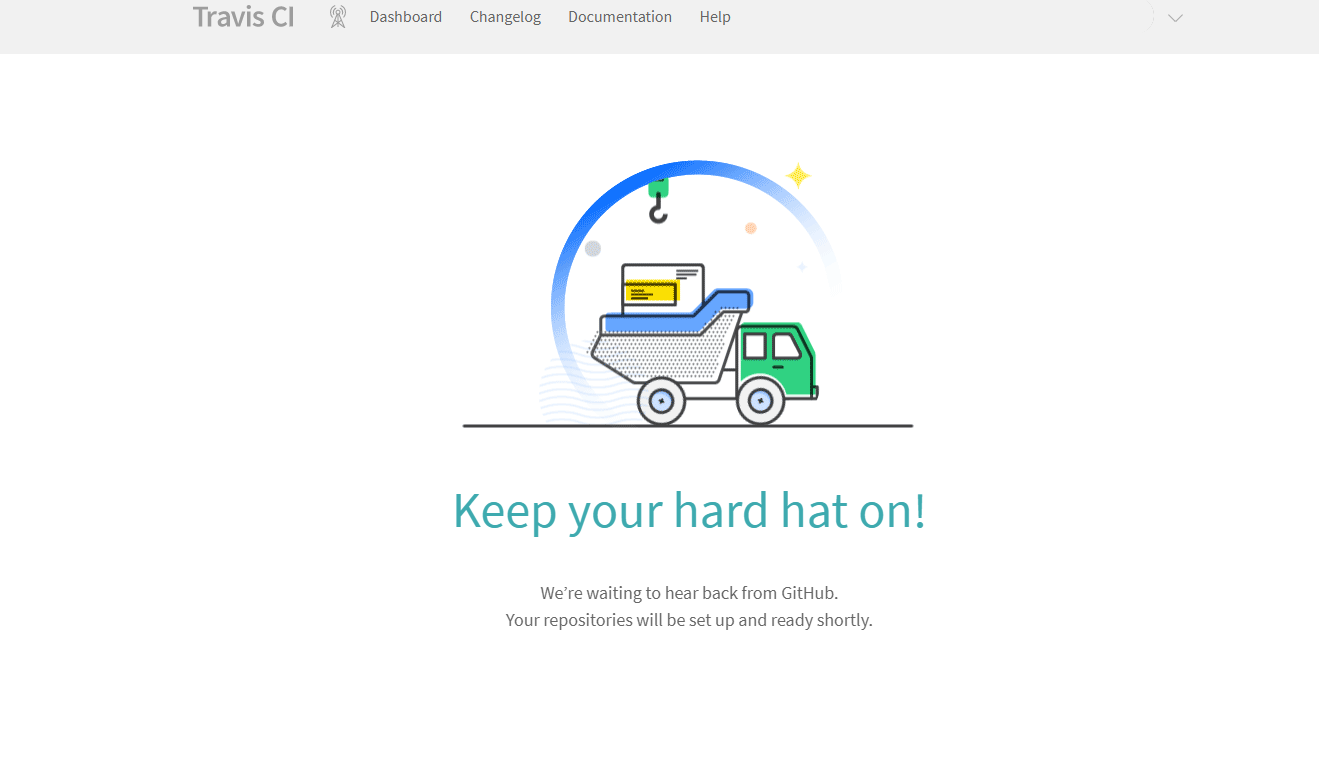 Travis CI
Dashboard
Changelog
Documentation
Help
Keep your hard hat on!
We’re waiting to hear back from GitHub.
Your repositories will be set up and ready shortly.